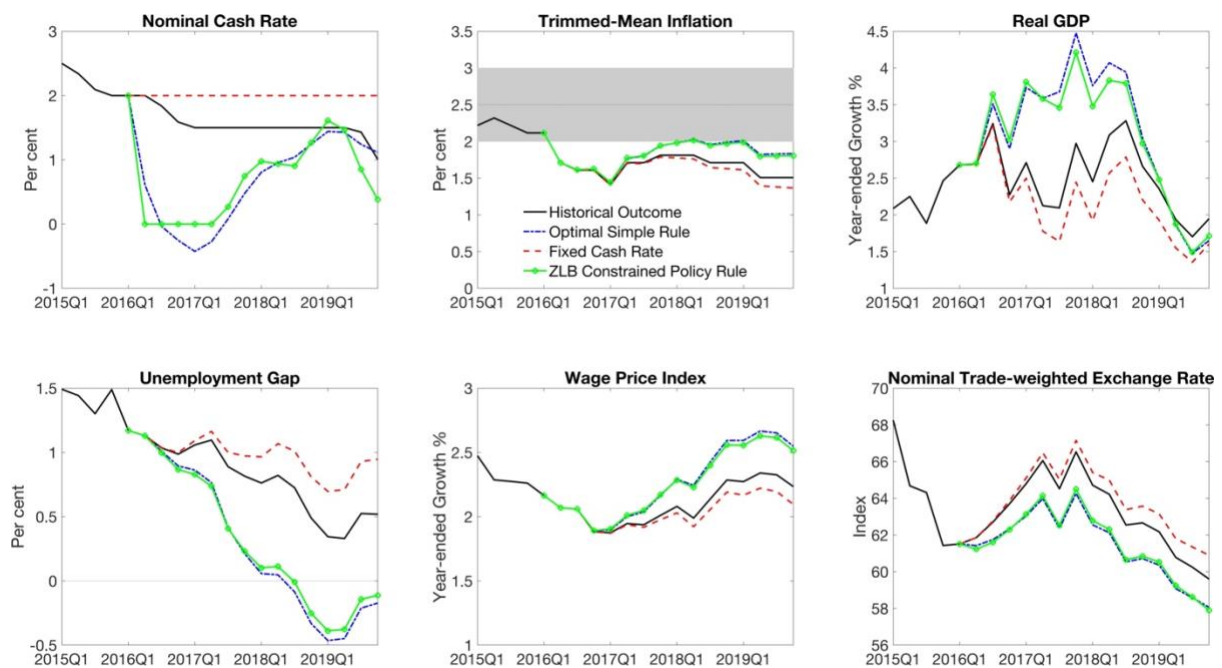 Nominal Cash Rate
Per cent
3
2
1
0
-1
2015Q1 2016Q1 2017Q1 2018Q1 2019Q1
Trimmed-Mean Inflation
Per cent
3.5
3
2.5
2
1.5
1
0.5
0
Historical Outcome
Optimal Simple Rule
Fixed Cash Rate
ZLB Constrained Policy Rule
2015Q1 2016Q1 2017Q1 2018Q1 2019Q1
Real GDP
Year-ended Growth %
4.5
4
3.5
3
2.5
2
1.5
1
2015Q1 2016Q1 2017Q1 2018Q1 2019Q1
Unemployment Gap
Per cent
1.5
1
0.5
0
-0.5
2015Q1 2016Q1 2017Q1 2018Q1 2019Q1
Wage Price Index
Year-ended Growth %
3
2.5
2
1.5
1
2015Q1 2016Q1 2017Q1 2018Q1 2019Q1
Nominal Trade-weighted Exchange Rate
Index
70
68
66
64
62
60
58
56
2015Q1 2016Q1 2017Q1 2018Q1 2019Q1